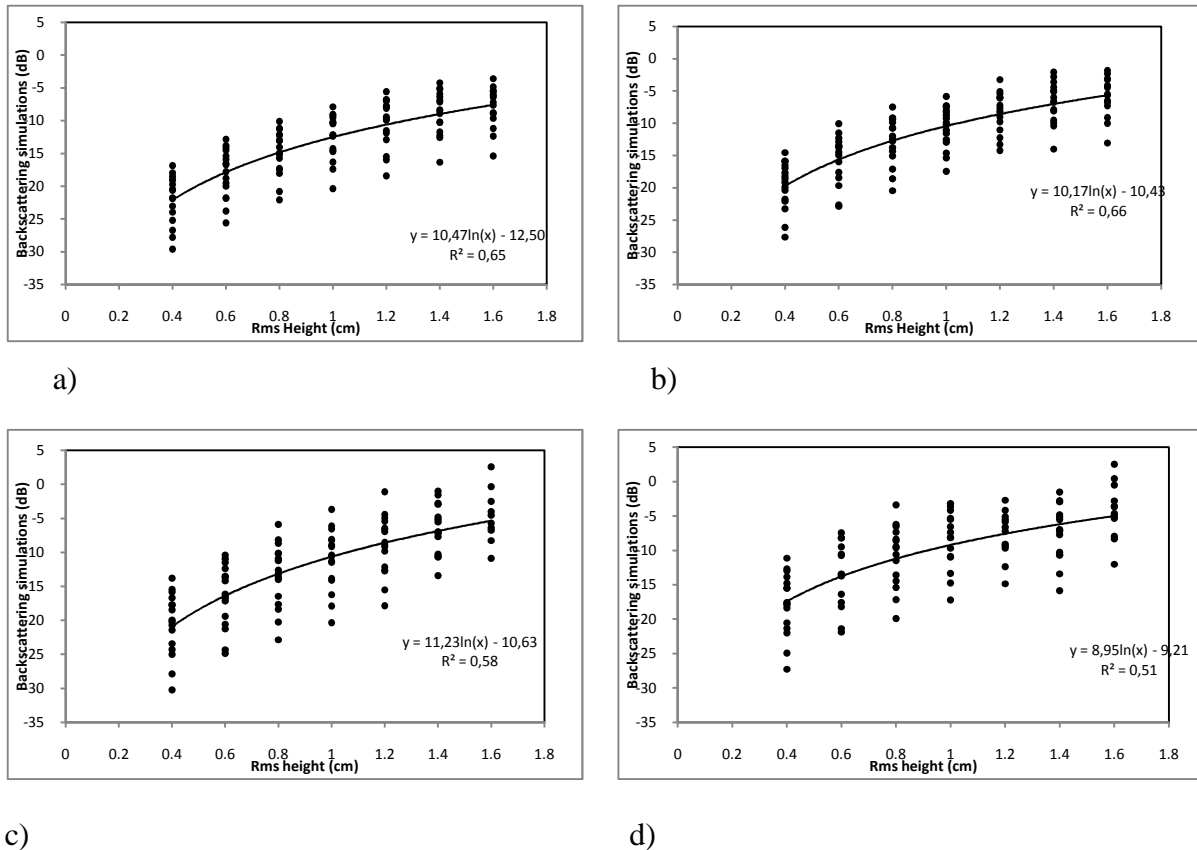 5
0
-5
-10
-15
-20
-25
-30
-35
Backscattering simulations (dB)
y = 10,47ln(x) - 12,50
R² = 0,65
0 0.2 0.4 0.6 0.8 1 1.2 1.4 1.6 1.8
Rms Height (cm)
a)
5
0
-5
-10
-15
-20
-25
-30
-35
Backscattering simulations (dB)
y = 10,17ln(x) - 10,43
R² = 0,66
0 0.2 0.4 0.6 0.8 1 1.2 1.4 1.6 1.8
Rms Height (cm)
b)
5
0
-5
-10
-15
-20
-25
-30
-35
Backscattering simulations (dB)
y = 11,23ln(x) - 10,63
R² = 0,58
0 0.2 0.4 0.6 0.8 1 1.2 1.4 1.6 1.8
Rms height (cm)
c)
5
0
-5
-10
-15
-20
-25
-30
-35
Backscattering simulations (dB)
y = 8,95ln(x) - 9,21
R² = 0,51
0 0.2 0.4 0.6 0.8 1 1.2 1.4 1.6 1.8
Rms height (cm)
d)